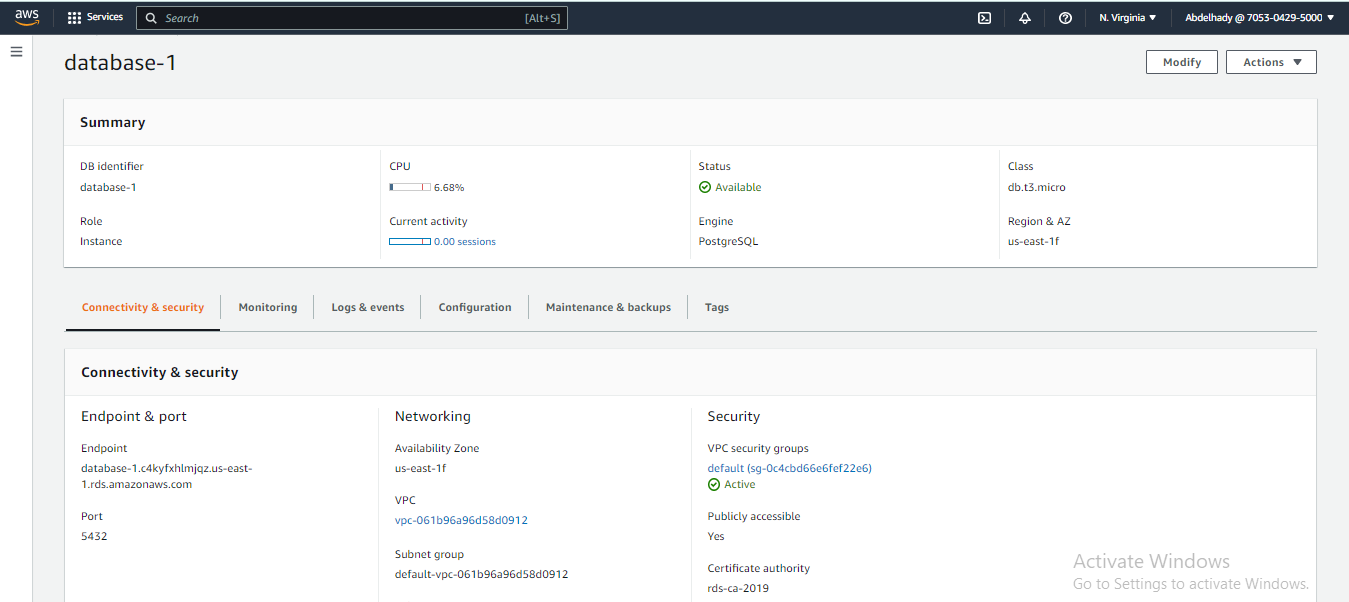 aws
Services
Search [Alt+S]
N. Virginia
Abdelhady @ 7053-0429-5000
database-1
Modify
Actions
Summary
DB identifier
database-1
CPU
6.68%
Status
Available
Class
db.t3.micro
Role
Instance
Current activity
0.00 sessions
Engine
PostgreSQL
Region & AZ
us-east-1f
Connectivity & security
Monitoring
Logs & events
Configuration
Maintenance & backups
Tags
Connectivity & security
Endpoint & port
Endpoint
database-1.c4kyfxhlmjqz.us-east-
1.rds.amazonaws.com
Port
5432
Networking
Availability Zone
us-east-1f
VPC
vpc-061b96a96d58d0912
Subnet group
default-vpc-061b96a96d58d0912
Security
VPC security groups
default (sg-0c4cbd66e6fef22e6)
Active
Publicly accessible
Yes
Certificate authority
rds-ca-2019
Activate Windows
Go to Settings to activate Windows.